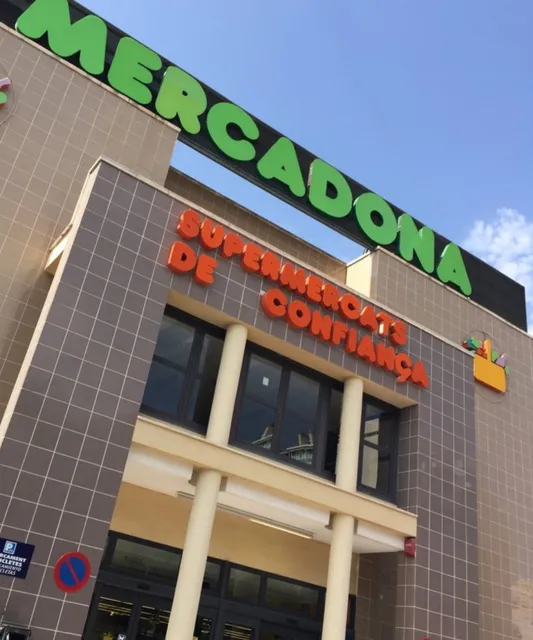 MERCADONA
SUPERMERCATS
DE CONFIANÇA
P